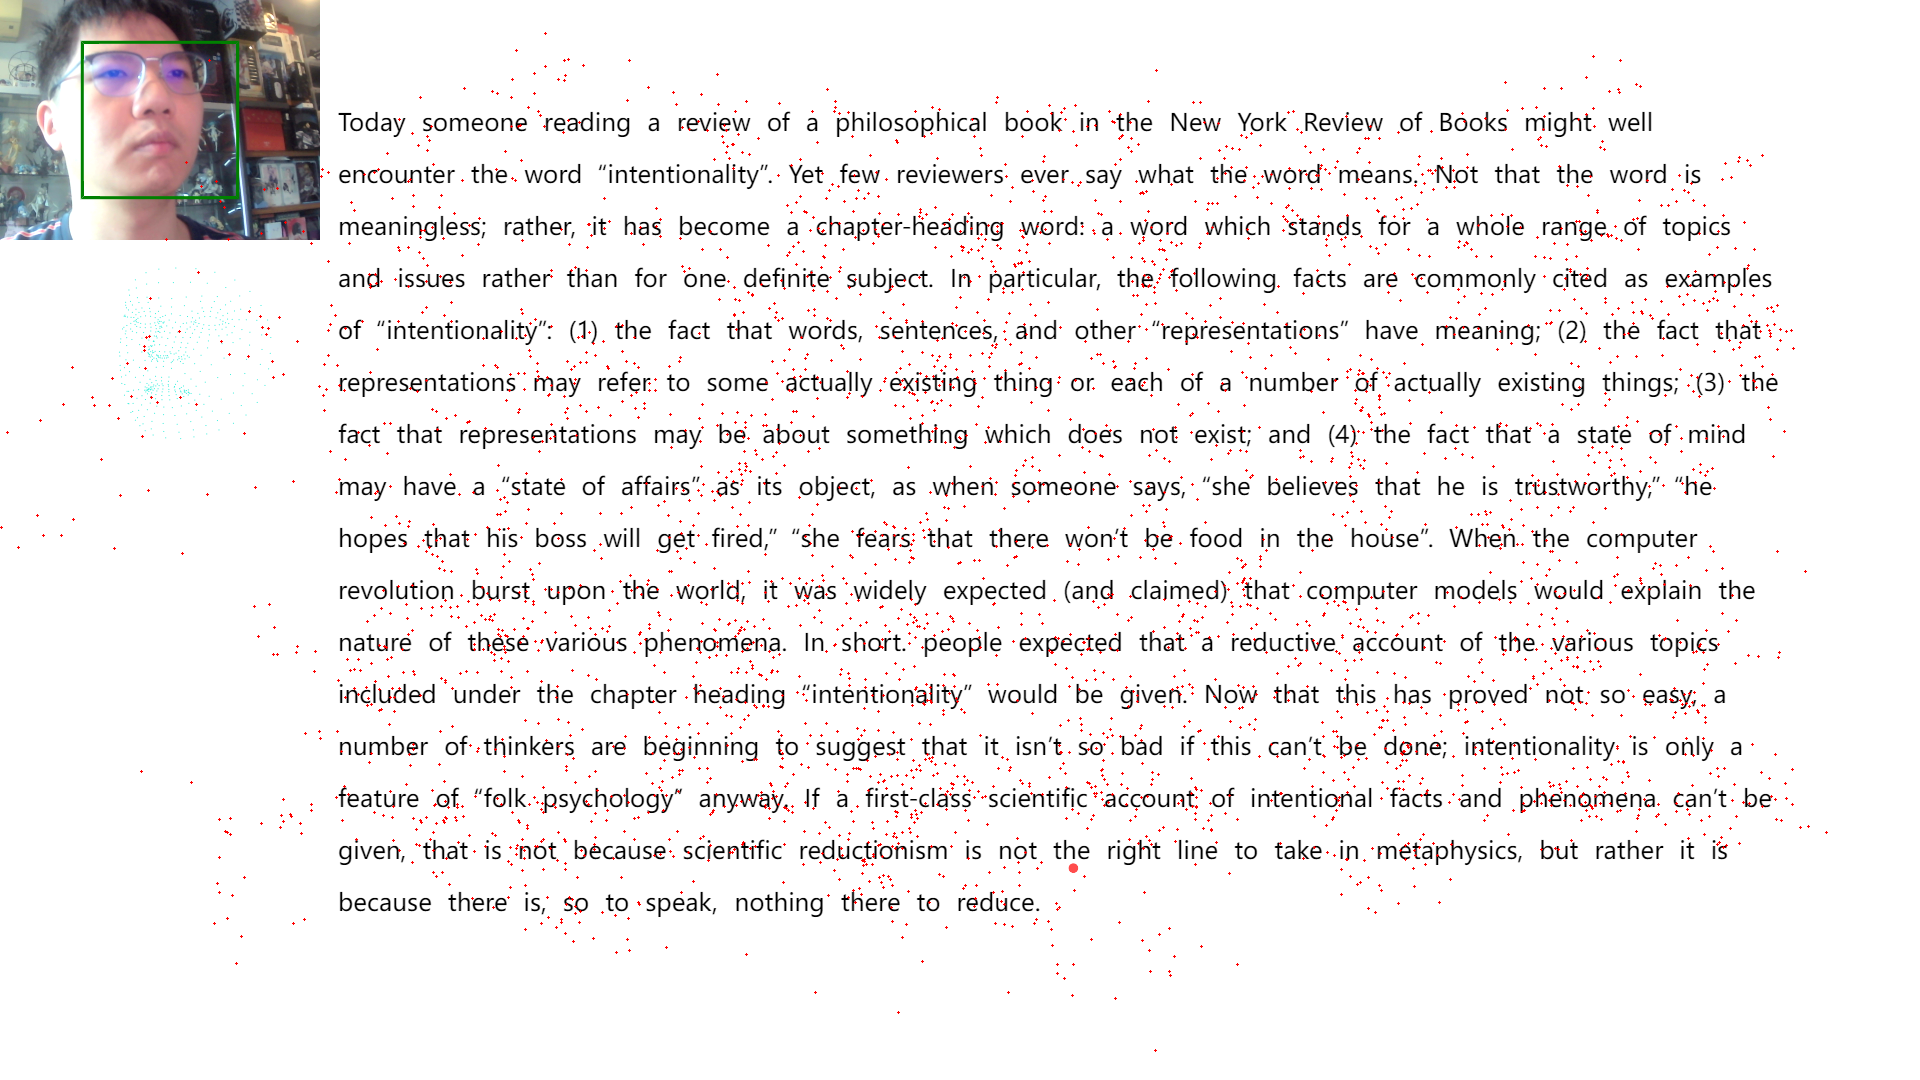 Today someone reading a review of a philosophical book in the New York Review of Books might well
encounter the word “intentionality”. Yet few reviewers ever say what the word means. Not that the word is
meaningless; rather, it has become a chapter-heading word: a word which stands for a whole range of topics
and issues rather than for one definite subject. In particular, the following facts are commonly cited as examples
of “intentionality”: (1) the fact that words, sentences, and other “representations” have meaning; (2) the fact that
representations may refer to some actually existing thing or each of a number of actually existing things; (3) the
fact that representations may be about something which does not exist; and (4) the fact that a state of mind
may have a “state of affairs” as its object, as when someone says, “she believes that he is trustworthy,” “he
hopes that his boss will get fired,” “she fears that there won’t be food in the house”. When the computer
revolution burst upon the world, it was widely expected (and claimed) that computer models would explain the
nature of these various phenomena. In short. people expected that a reductive account of the various topics
included under the chapter heading “intentionality” would be given. Now that this has proved not so easy, a
number of thinkers are beginning to suggest that it isn’t so bad if this can’t be done; intentionality is only a
feature of “folk psychology” anyway. If a first-class scientific account of intentional facts and phenomena can’t be
given, that is not because scientific reductionism is not the right line to take in metaphysics, but rather it is
because there is, so to speak, nothing there to reduce.